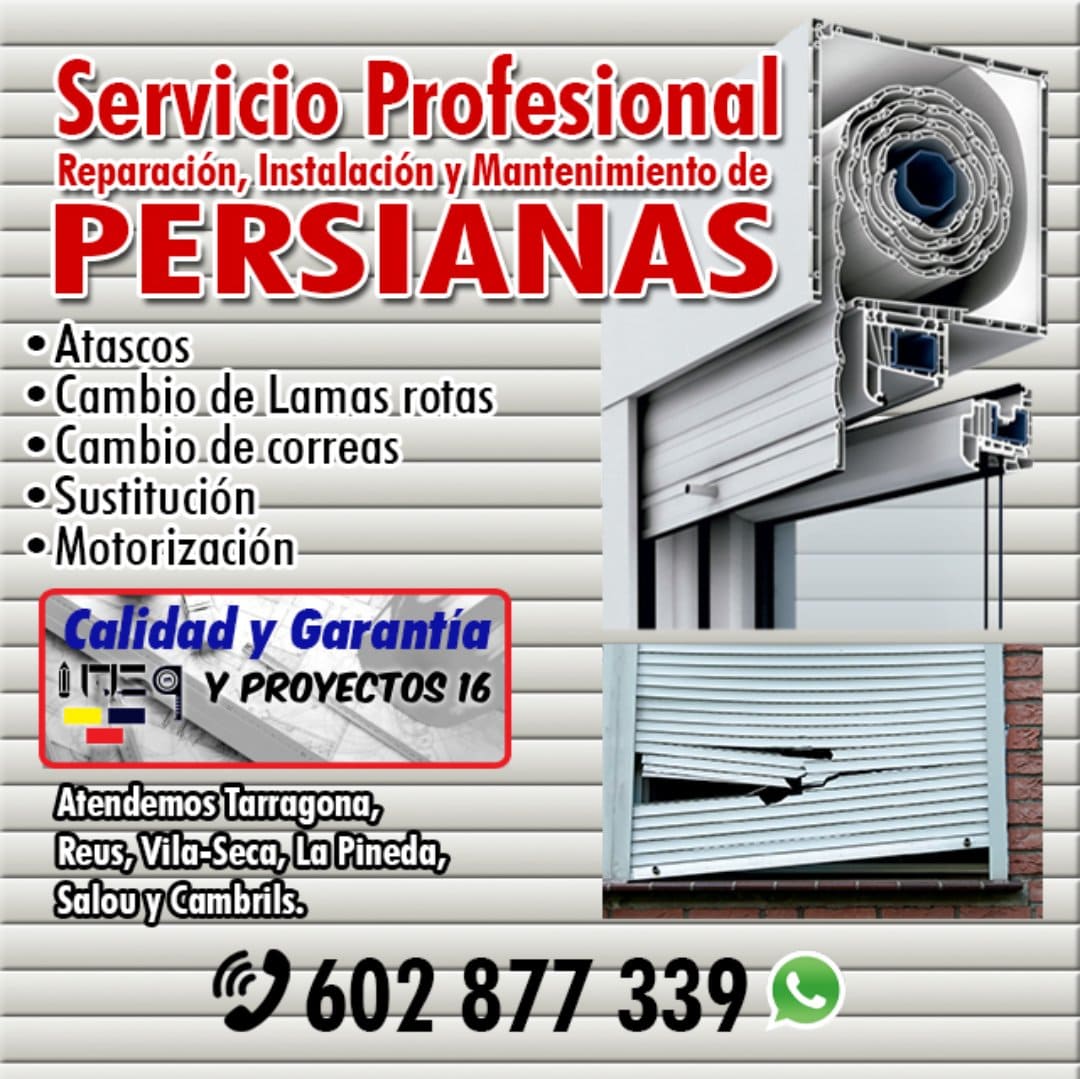 Servicio Profesional
Reparación, Instalación y Mantenimiento de
PERSIANAS
• Atascos
• Cambio de Lamas rotas
• Cambio de correas
• Sustitución
• Motorización
Calidad y Garantía
Y PROYECTOS 16
Atendemos Tarragona,
Reus, Vila-Seca, La Pineda,
Salou y Cambrils.
602 877 339